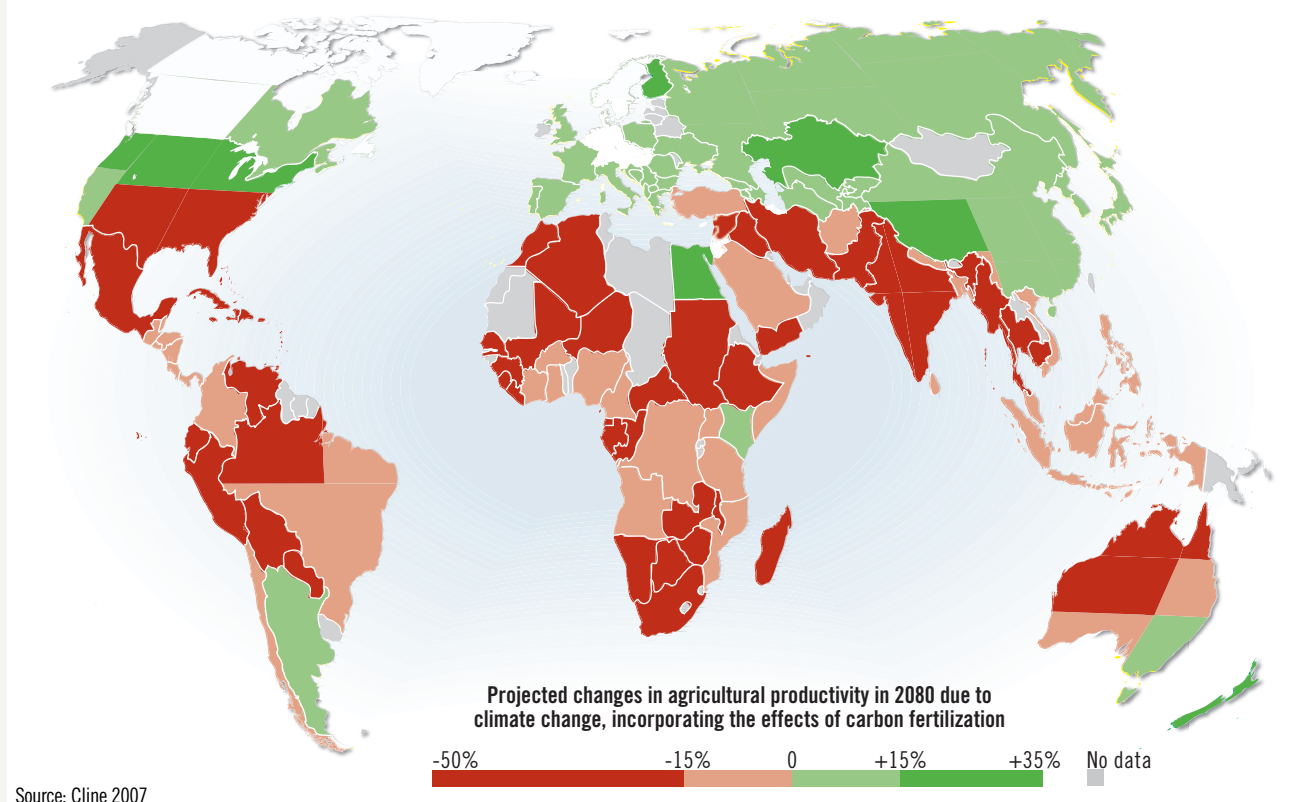 Projected changes in agricultural productivity in 2080 due to
climate change, incorporating the effects of carbon fertilization
-50% -15% 0 +15% +35% No data
Source: Cline 2007